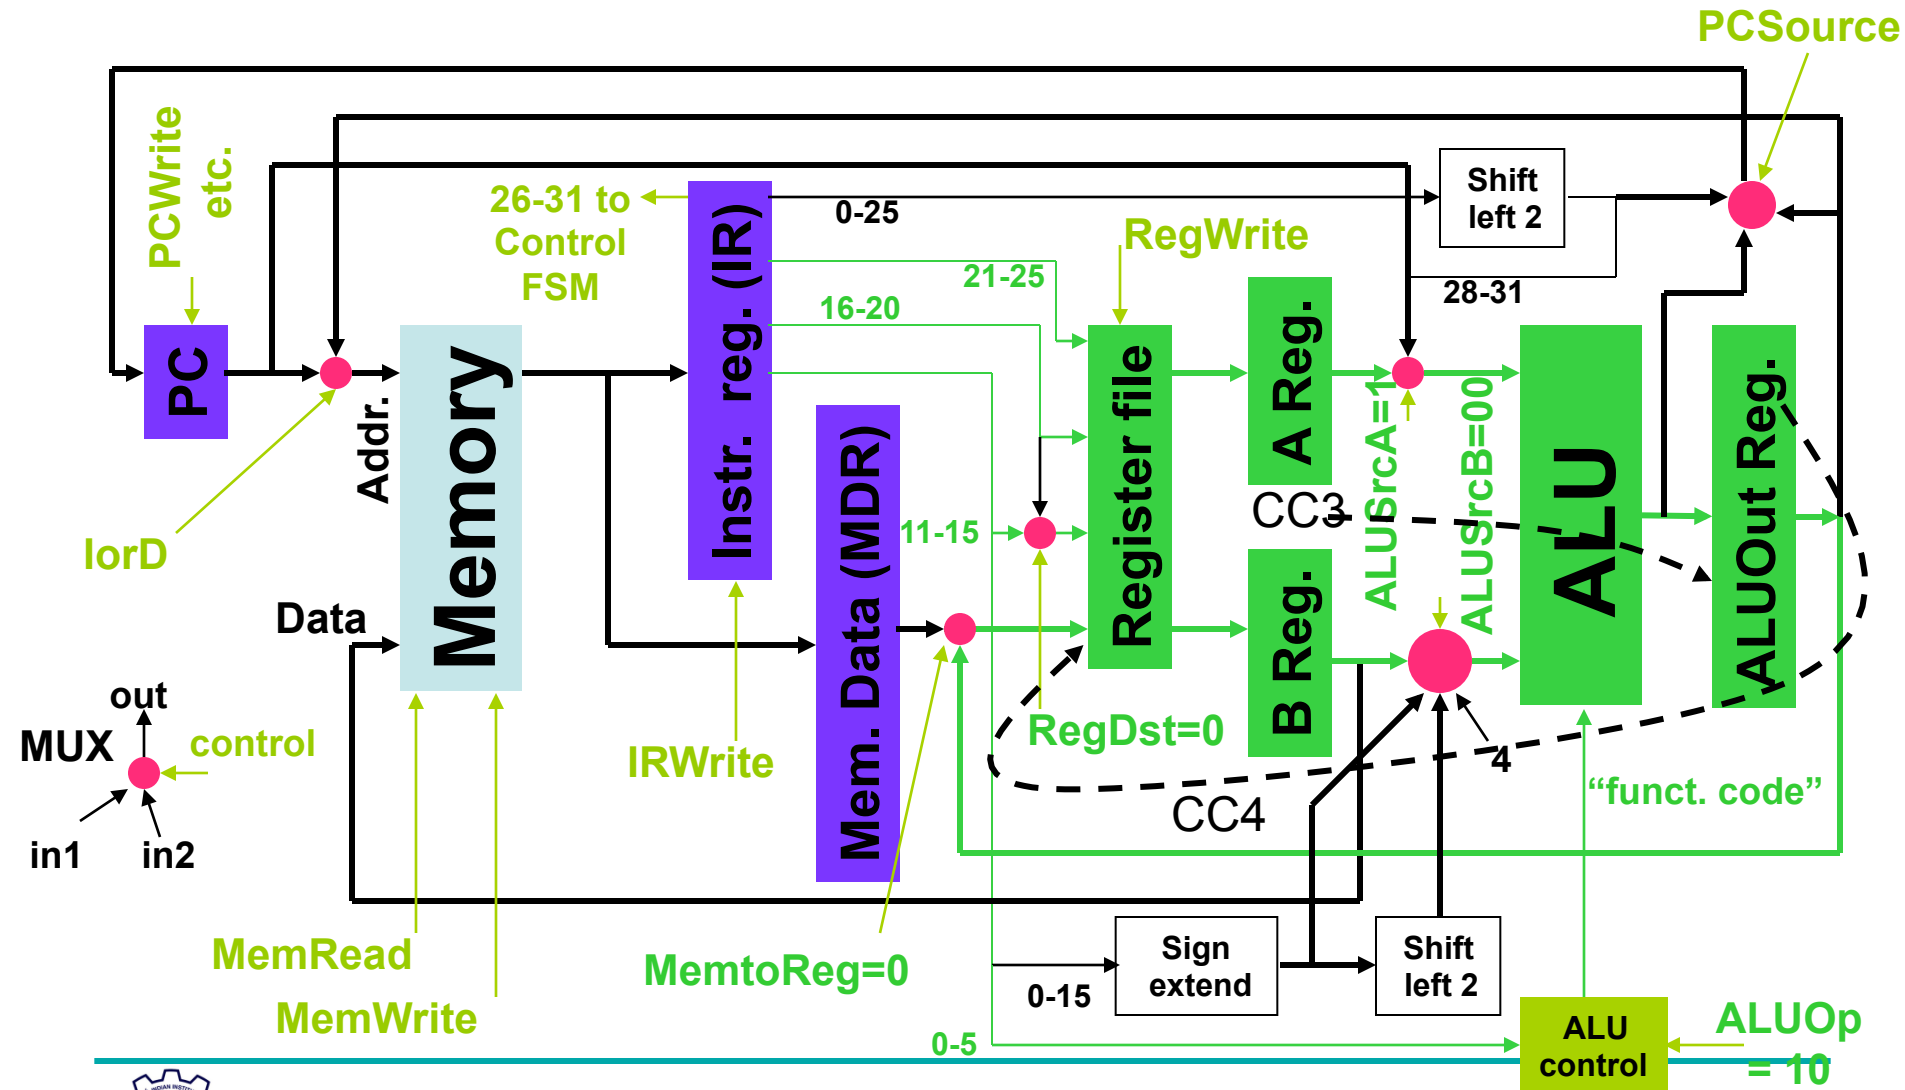 PCSource
PCWrite
etc.
26-31 to
Control
FSM
0-25
Shift
left 2
RegWrite
21-25
16-20
28-31
PC
Addr.
Memory
Instr. reg. (IR)
Mem. Data (MDR)
Register file
A Reg.
B Reg.
ALUSrcA=1
ALUSrcB=00
ALU
ALUOut Reg.
CC3
11-15
IorD
Data
out
MUX
control
in1
in2
IRWrite
RegDst=0
4
CC4
"funct. code"
MemRead
MemWrite
MemtoReg=0
Sign
extend
Shift
left 2
0-15
0-5
ALU
control
ALUOp
= 10